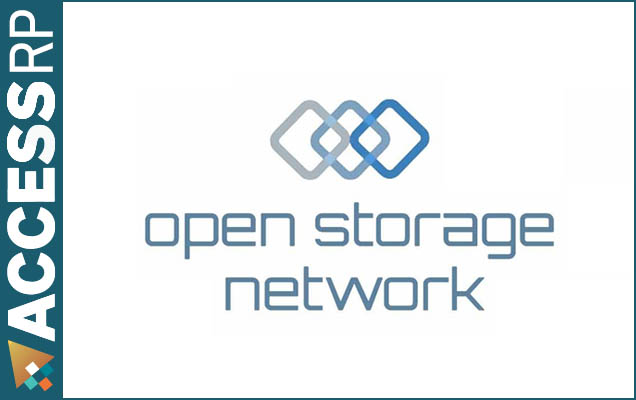 ACCESS RP
open storage
network